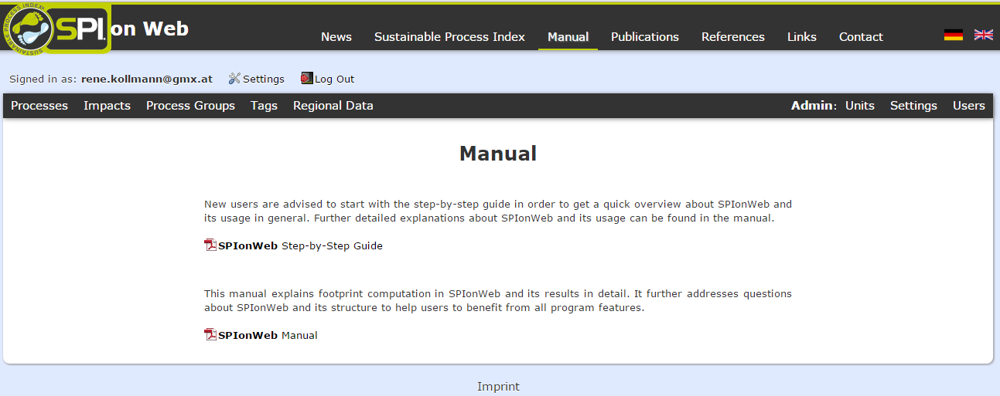 SUSTAINABLE PROCESS INDEX
SPI on Web
News Sustainable Process Index Manual Publications References Links Contact
Signed in as: rene.kollmann@gmx.at Settings Log Out
Processes Impacts Process Groups Tags Regional Data Admin: Units Settings Users
Manual
New users are advised to start with the step-by-step guide in order to get a quick overview about SPIonWeb and
its usage in general. Further detailed explanations about SPIonWeb and its usage can be found in the manual.
SPIonWeb Step-by-Step Guide
This manual explains footprint computation in SPIonWeb and its results in detail. It further addresses questions
about SPIonWeb and its structure to help users to benefit from all program features.
SPIonWeb Manual
Imprint